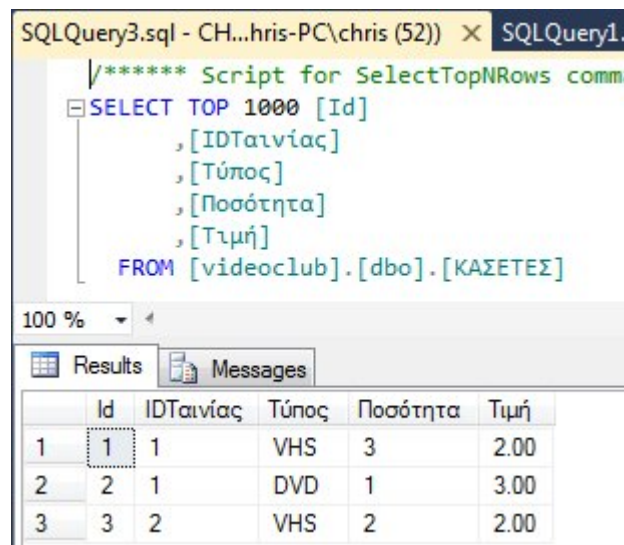 SQLQuery3.sql - CH...hris-PC\chris (52)) × SQLQuery1.
/****** Script for SelectTopNRows comm
SELECT TOP 1000 [Id]
,[IDΤαινίας]
,[Τύπος]
,[Ποσότητα]
,[Τιμή]
FROM [videoclub].[dbo].[ΚΑΣΕΤΕΣ]
100 %
Results Messages
Id IDΤαινίας Τύπος Ποσότητα Τιμή
1 1 1 VHS 3 2.00
2 2 1 DVD 1 3.00
3 3 2 VHS 2 2.00